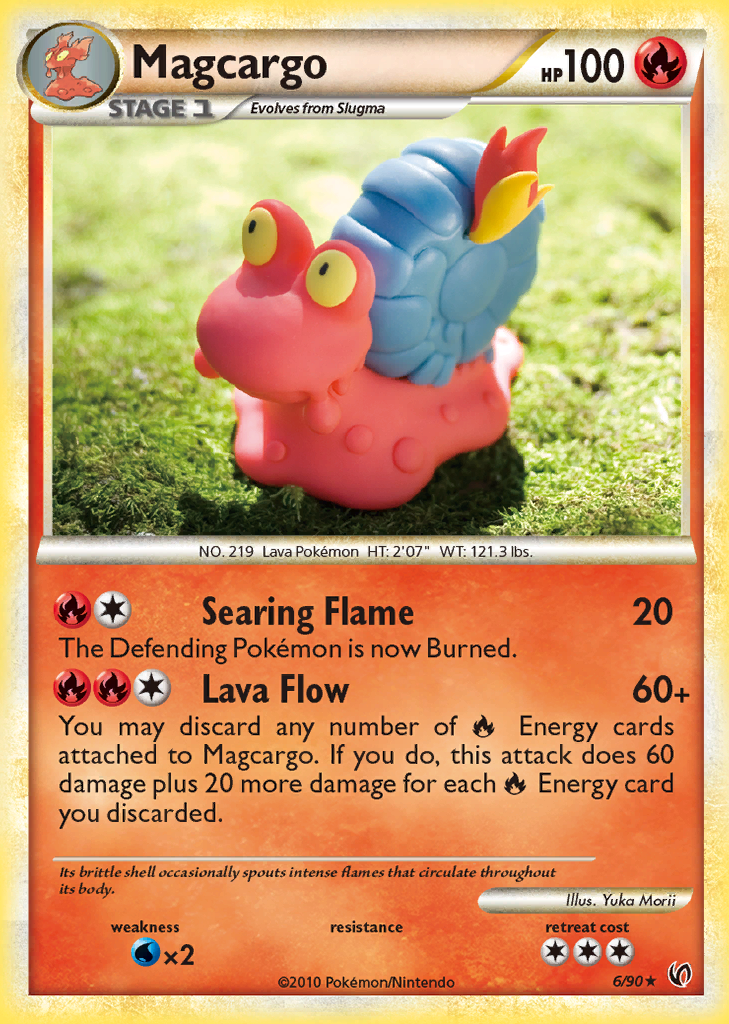 Magcargo
HP100
STAGE 1
Evolves from Slugma
NO. 219 Lava Pokémon HT: 2'07" WT: 121.3 lbs.
Searing Flame 20
The Defending Pokémon is now Burned.
Lava Flow 60+
You may discard any number of Energy cards
attached to Magcargo. If you do, this attack does 60
damage plus 20 more damage for each Energy card
you discarded.
Its brittle shell occasionally spouts intense flames that circulate throughout
its body.
Illus. Yuka Morii
weakness resistance retreat cost
×2
©2010 Pokémon/Nintendo 6/90★